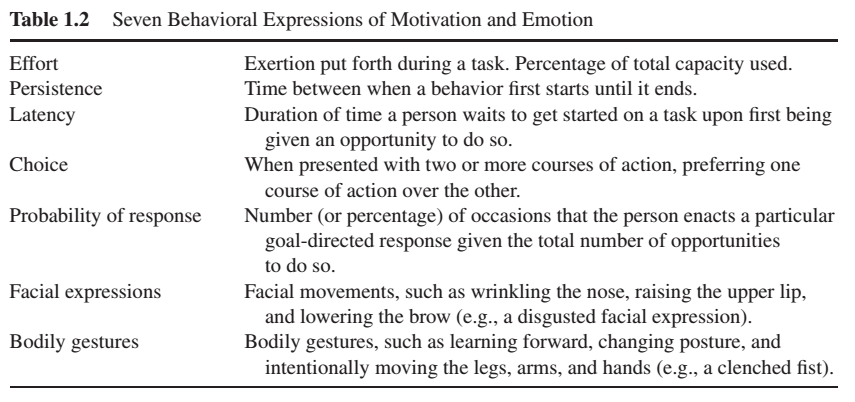 Table 1.2 Seven Behavioral Expressions of Motivation and Emotion
Effort Exertion put forth during a task. Percentage of total capacity used.
Persistence Time between when a behavior first starts until it ends.
Latency Duration of time a person waits to get started on a task upon first being
given an opportunity to do so.
Choice When presented with two or more courses of action, preferring one
course of action over the other.
Probability of response Number (or percentage) of occasions that the person enacts a particular
goal-directed response given the total number of opportunities
to do so.
Facial expressions Facial movements, such as wrinkling the nose, raising the upper lip,
and lowering the brow (e.g., a disgusted facial expression).
Bodily gestures Bodily gestures, such as learning forward, changing posture, and
intentionally moving the legs, arms, and hands (e.g., a clenched fist).